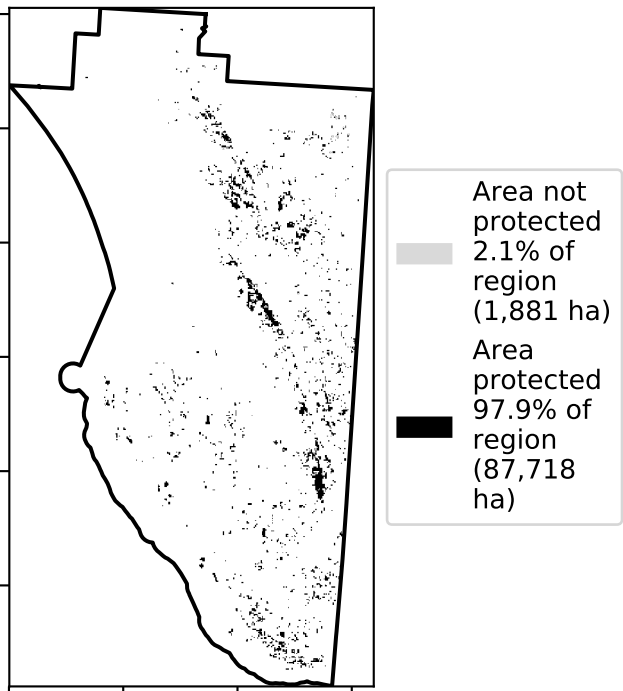 Area not
protected
2.1% of
region
(1,881 ha)
Area
protected
97.9% of
region
(87,718
ha)